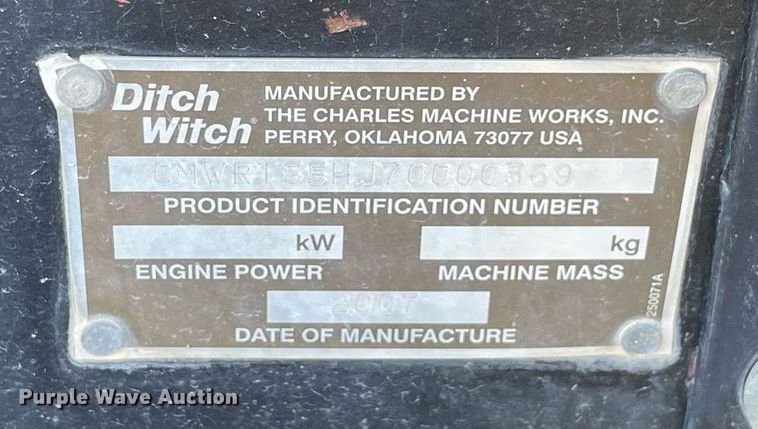 Ditch Witch®
MANUFACTURED BY
THE CHARLES MACHINE WORKS, INC.
PERRY, OKLAHOMA 73077 USA
CMWRT55HJ70000369
PRODUCT IDENTIFICATION NUMBER
kW
kg
ENGINE POWER
MACHINE MASS
2007
DATE OF MANUFACTURE
250071A
Purple Wave Auction